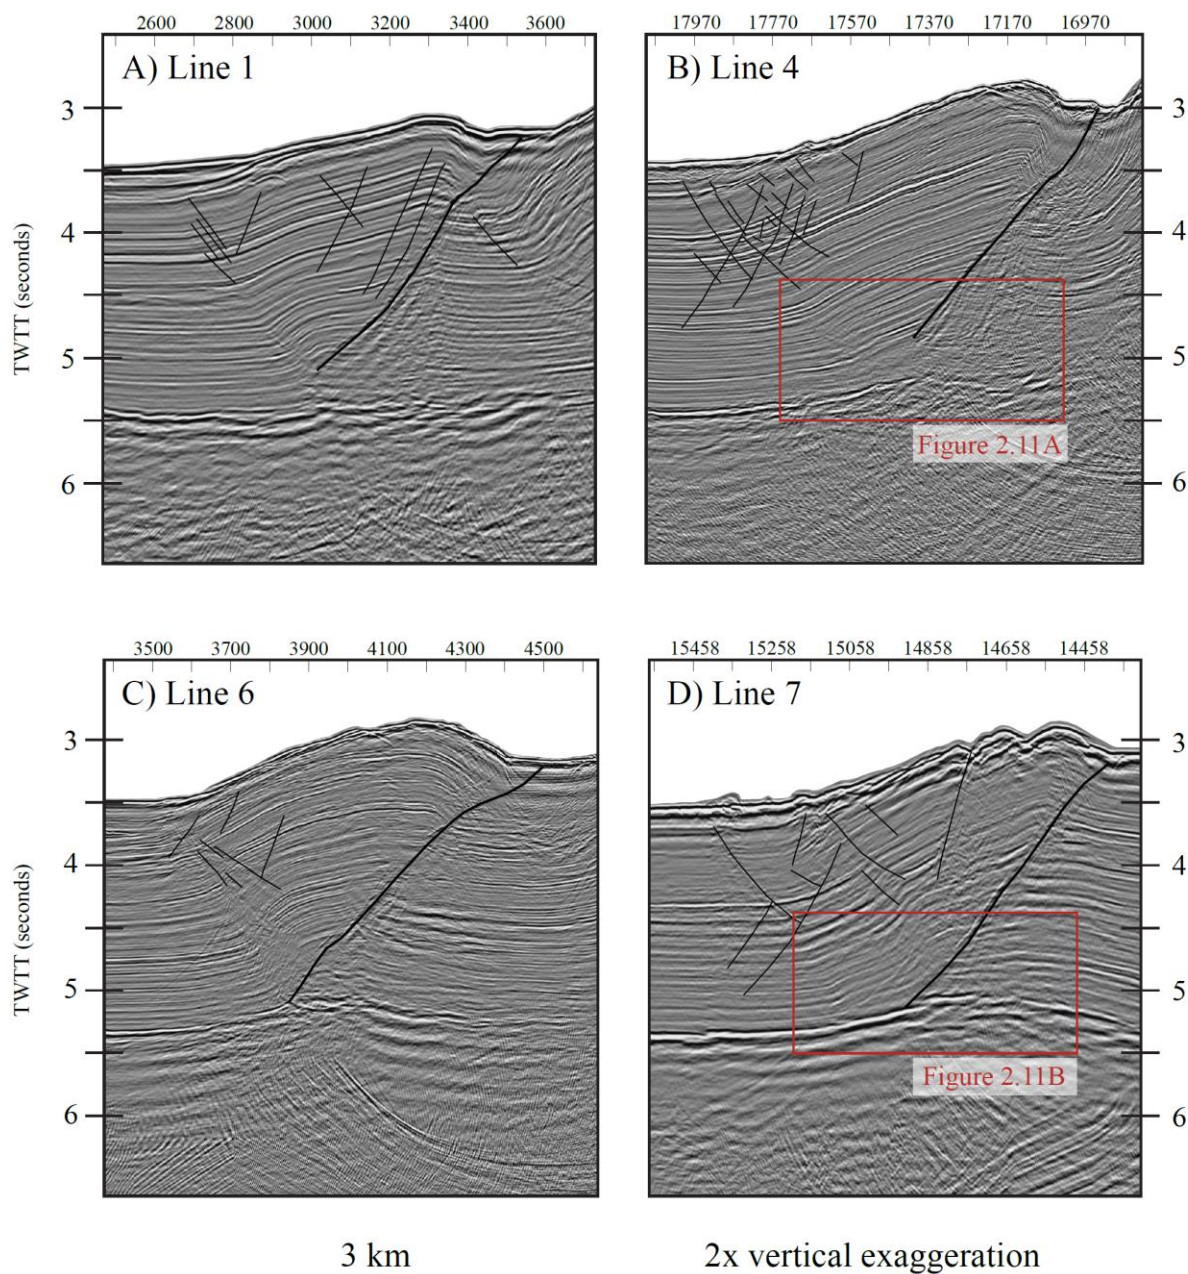 2600 2800 3000 3200 3400 3600
17970 17770 17570 17370 17170 16970
A) Line 1
B) Line 4
3
4
5
6
TWTT (seconds)
3
4
5
6
Figure 2.11A
3500 3700 3900 4100 4300 4500
15458 15258 15058 14858 14658 14458
C) Line 6
D) Line 7
3
4
5
6
TWTT (seconds)
3
4
5
6
Figure 2.11B
3 km
2x vertical exaggeration